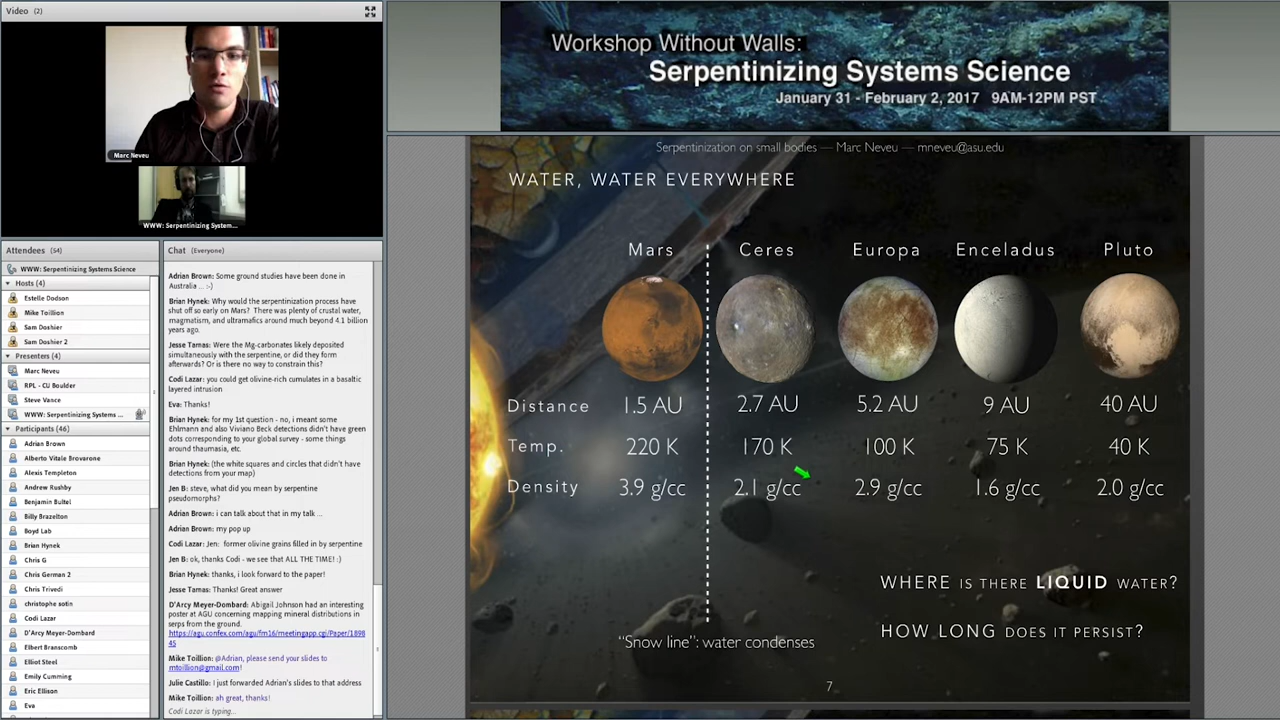 Video (2)
Marc Neveu
WWW: Serpentinizing System...
Attendees (54)
WWW: Serpentinizing Systems Science
Hosts (4)
Estelle Dodson
Mike Toillion
Sam Doshier
Sam Doshier 2
Presenters (4)
Marc Neveu
RPL - CU Boulder
Steve Vance
WWW: Serpentinizing Systems ...
Participants (46)
Adrian Brown
Alberto Vitale Brovarone
Alexis Templeton
Andrew Kushby
Benjamin Bultel
Billy Brazelton
Boyd Lab
Brian Hynek
Chris G
Chris German 2
Chris Trivedi
christophe sotin
Codi Lazar
D'Arcy Meyer-Dombard
Elbert Branscomb
Elliot Steel
Emily Cumming
Eric Ellison
Eva
Chat (Everyone)
Adrian Brown: Some ground studies have been done in
Australia ... :-)
Brian Hynek: Why would the serpentinization process have
shut off so early on Mars? There was plenty of crustal water,
magmatism, and ultramafics around much beyond 4.1 billion
years ago.
Jesse Tarnas: Were the Mg-carbonates likely deposited
simultaneously with the serpentine, or did they form
afterwards? Or is there no way to constrain this?
Codi Lazar: you could get olivine-rich cumulates in a basaltic
layered intrusion
Eva: Thanks!
Brian Hynek: for my 1st question - no, i meant some
Ehlmann and also Viviano Beck detections didn't have green
dots corresponding to your global survey - some things
around thaumasia, etc.
Brian Hynek: (the white squares and circles that didn't have
detections from your map)
Jen B: steve, what did you mean by serpentine
pseudomorphs?
Adrian Brown: i can talk about that in my talk ...
Adrian Brown: my pop up
Codi Lazar: Jen: former olivine grains filled in by serpentine
Jen B: ok, thanks Codi - we see that ALL THE TIME! :)
Brian Hynek: thanks, i look forward to the paper!
Jesse Tarnas: Thanks! Great answer
D'Arcy Meyer-Dombard: Abigail Johnson had an interesting
poster at AGU concerning mapping mineral distributions in
serps from the ground.
https://agu.confex.com/agu/fm16/meetingapp.cgi/Paper/1898
45
Mike Toillion: @Adrian, please send your slides to
mtoillion@gmail.com!
Julie Castillo: I just forwarded Adrian's slides to that address
Mike Toillion: ah great, thanks!
Codi Lazar is typing...
Workshop Without Walls:
Serpentinizing Systems Science
January 31 - February 2, 2017 9AM-12PM PST
Serpentinization on small bodies — Marc Neveu — mneveu@asu.edu
WATER, WATER EVERYWHERE
Mars Ceres Europa Enceladus Pluto
Distance 1.5 AU 2.7 AU 5.2 AU 9 AU 40 AU
Temp. 220 K 170 K 100 K 75 K 40 K
Density 3.9 g/cc 2.1 g/cc 2.9 g/cc 1.6 g/cc 2.0 g/cc
WHERE IS THERE LIQUID WATER?
HOW LONG DOES IT PERSIST?
“Snow line”: water condenses
7